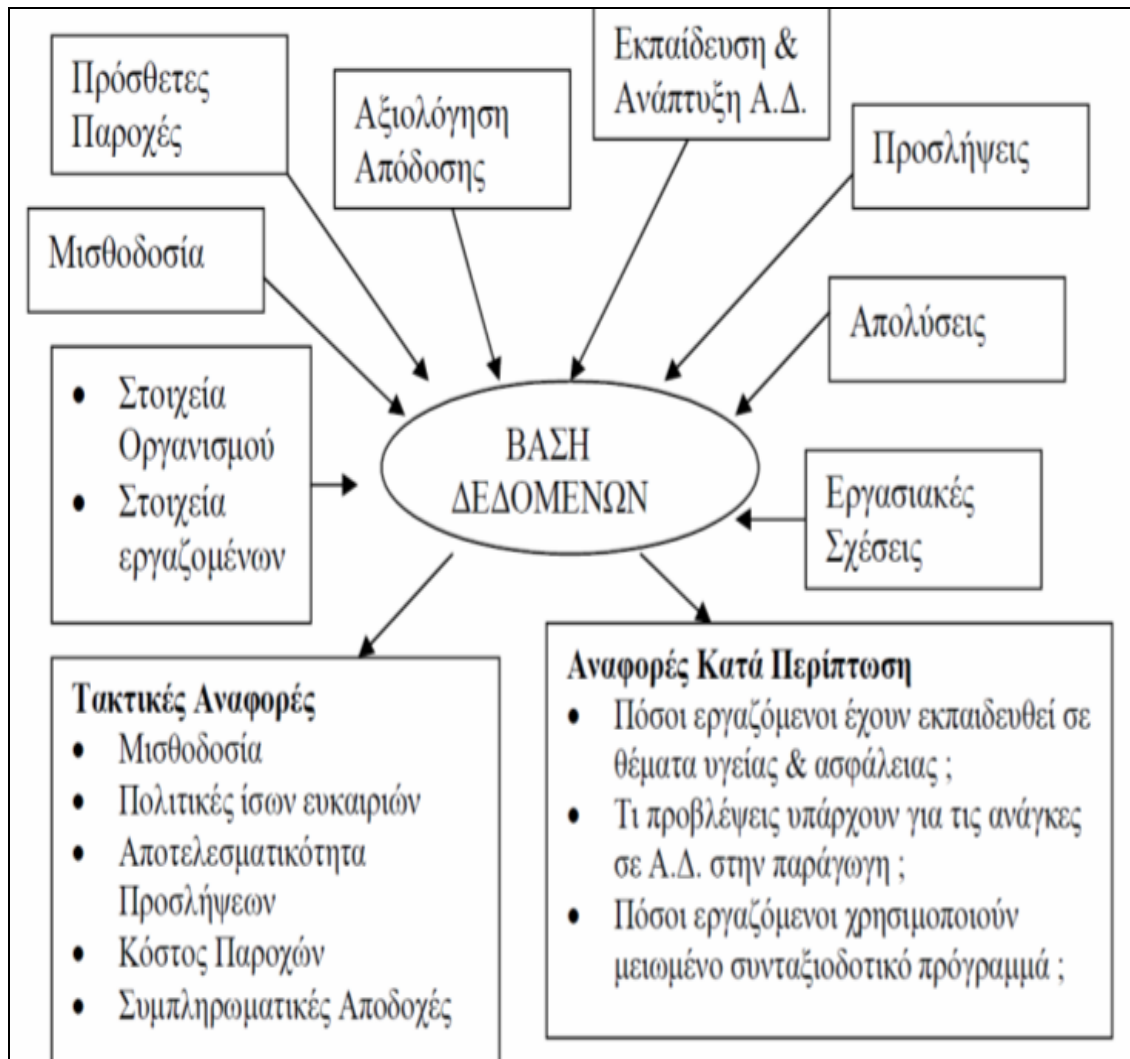 Πρόσθετες
Παροχές
Αξιολόγηση
Απόδοσης
Εκπαίδευση &
Ανάπτυξη Α.Δ.
Προσλήψεις
Μισθοδοσία
Απολύσεις
• Στοιχεία
Οργανισμού
• Στοιχεία
εργαζομένων
ΒΑΣΗ
ΔΕΔΟΜΕΝΩΝ
Εργασιακές
Σχέσεις
Τακτικές Αναφορές
• Μισθοδοσία
• Πολιτικές ίσων ευκαιριών
• Αποτελεσματικότητα
Προσλήψεων
• Κόστος Παροχών
• Συμπληρωματικές Αποδοχές
Αναφορές Κατά Περίπτωση
• Πόσοι εργαζόμενοι έχουν εκπαιδευθεί σε
θέματα υγείας & ασφάλειας ;
• Τι προβλέψεις υπάρχουν για τις ανάγκες
σε Α.Δ. στην παράγωγη ;
• Πόσοι εργαζόμενοι χρησιμοποιούν
μειωμένο συνταξιοδοτικό πρόγραμμά ;